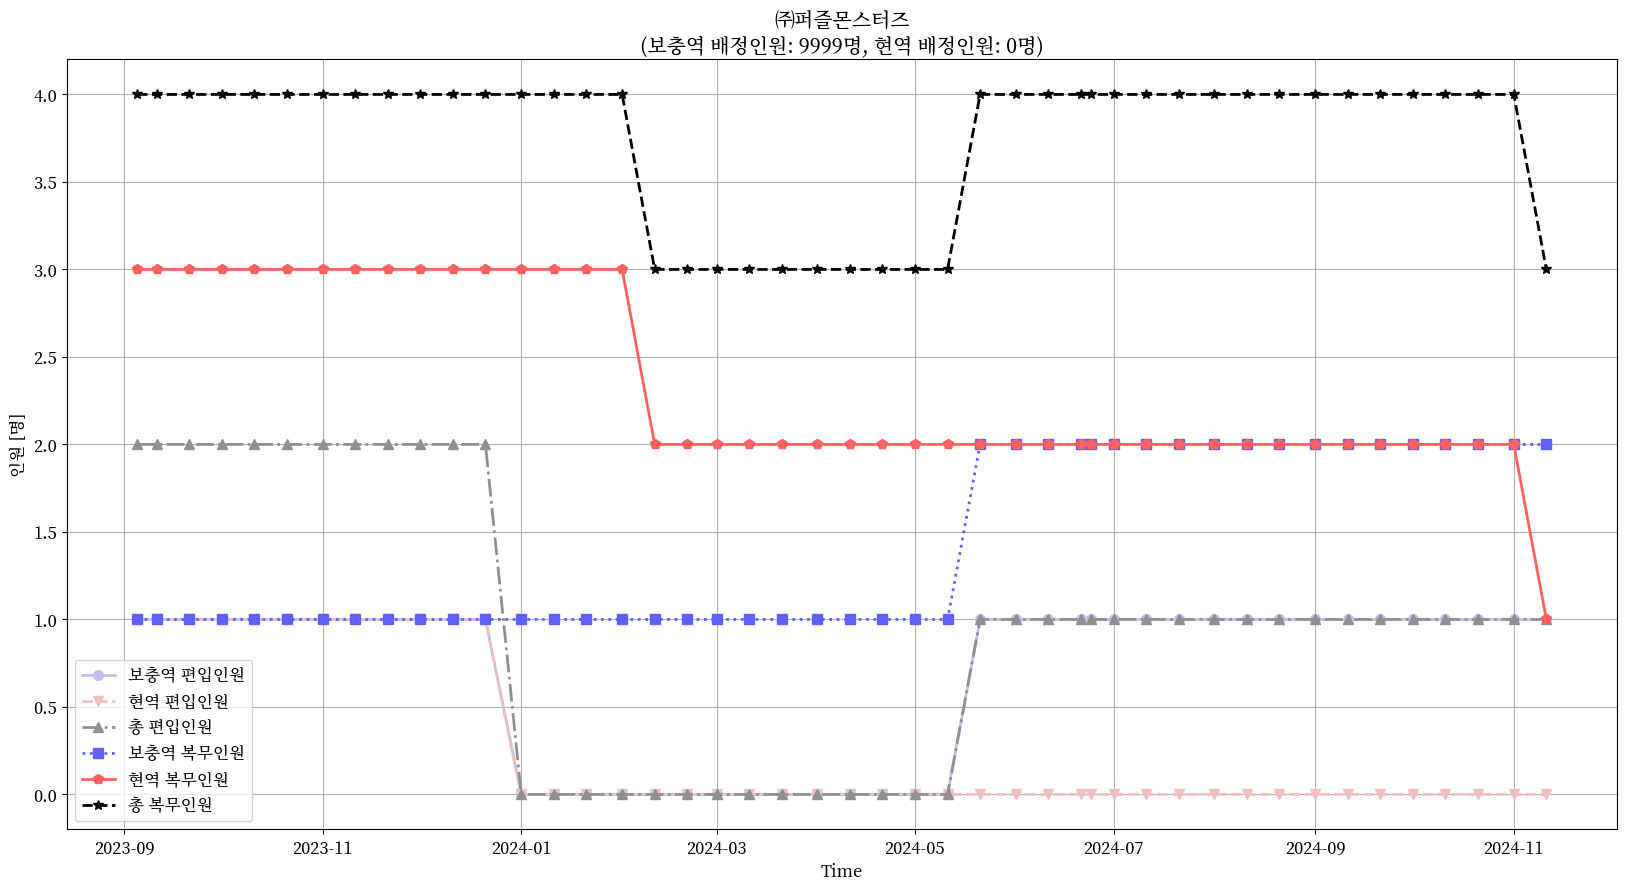 ㈜퍼즐몬스터즈
(보충역 배정인원: 9999명, 현역 배정인원: 0명)
인원 [명]
4.0
3.5
3.0
2.5
2.0
1.5
1.0
0.5
0.0
보충역 편입인원
현역 편입인원
총 편입인원
보충역 복무인원
현역 복무인원
총 복무인원
2023-09
2023-11
2024-01
2024-03
2024-05
2024-07
2024-09
2024-11
Time